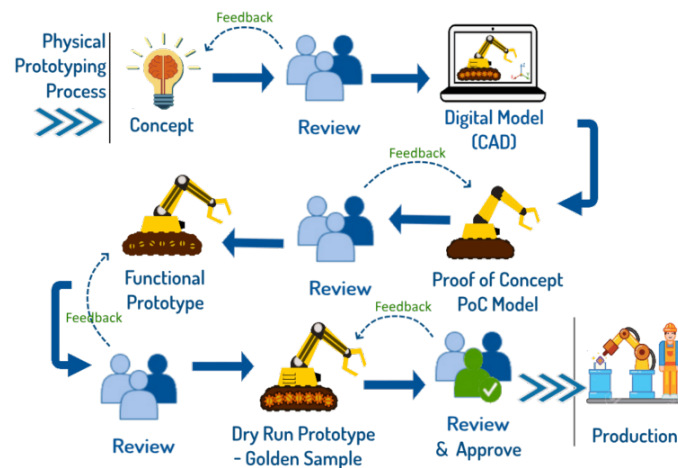 Physical
Prototyping
Process
Feedback
Concept
Review
Digital Model
(CAD)
Feedback
Functional
Prototype
Review
Proof of Concept
PoC Model
Feedback
Feedback
Review
Dry Run Prototype
- Golden Sample
Review
& Approve
Production